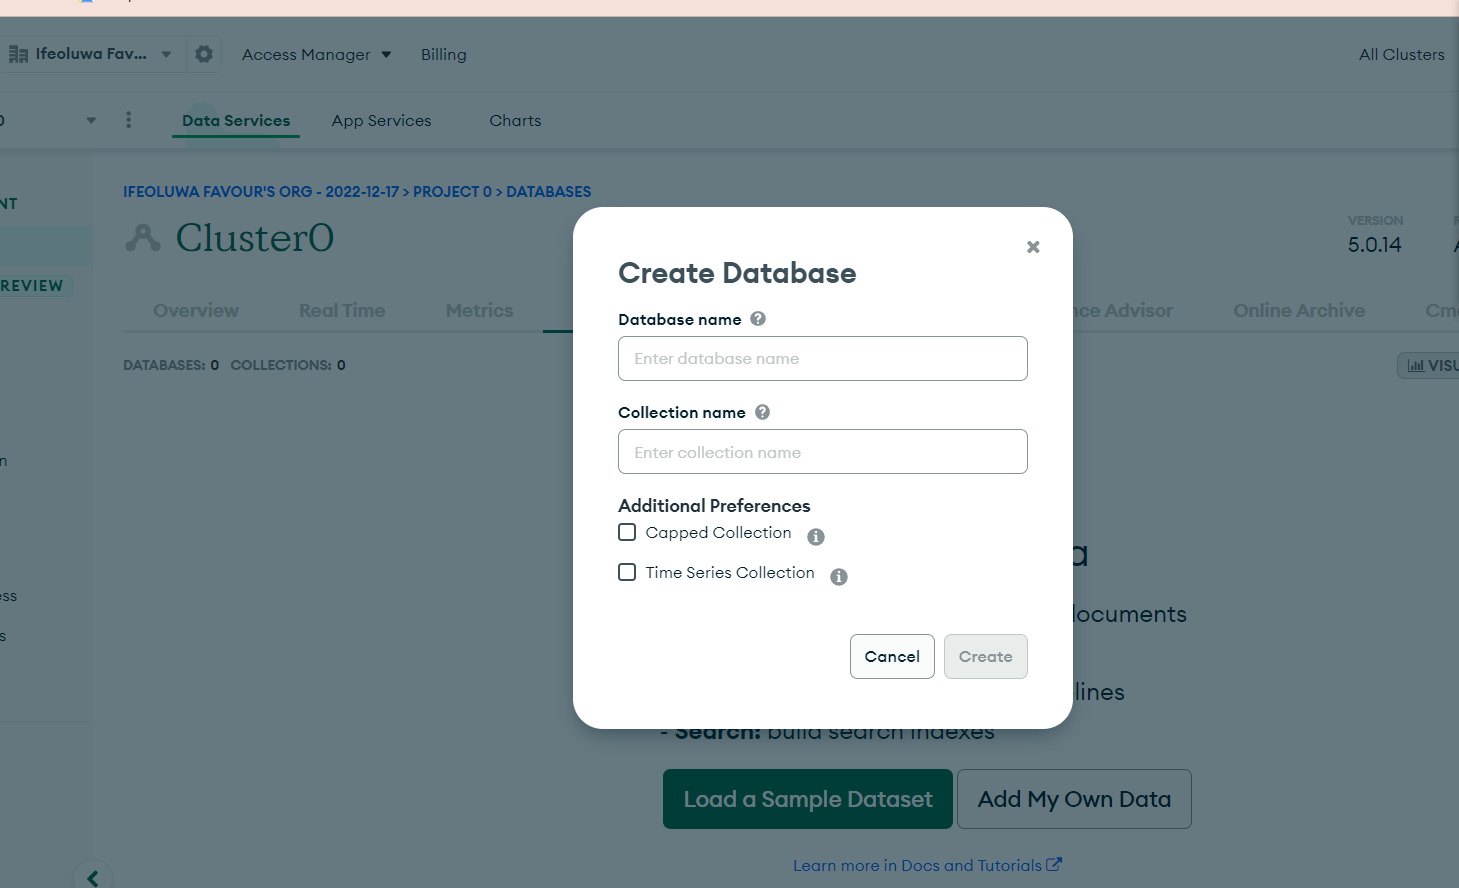 Ifeoluwa Fav...
Access Manager
Billing
All Clusters
Data Services
App Services
Charts
IFEOLUWA FAVOUR'S ORG - 2022-12-17 > PROJECT 0 > DATABASES
NT
Cluster0
VERSION
5.0.14
REVIEW
Overview
Real Time
Metrics
nce Advisor
Online Archive
Cm
DATABASES: 0 COLLECTIONS: 0
VISU
Create Database
Database name
Enter database name
Collection name
Enter collection name
Additional Preferences
Capped Collection
Time Series Collection
Cancel
Create
n
ess
s
a
documents
lines
- Search: build search indexes
Load a Sample Dataset
Add My Own Data
Learn more in Docs and Tutorials